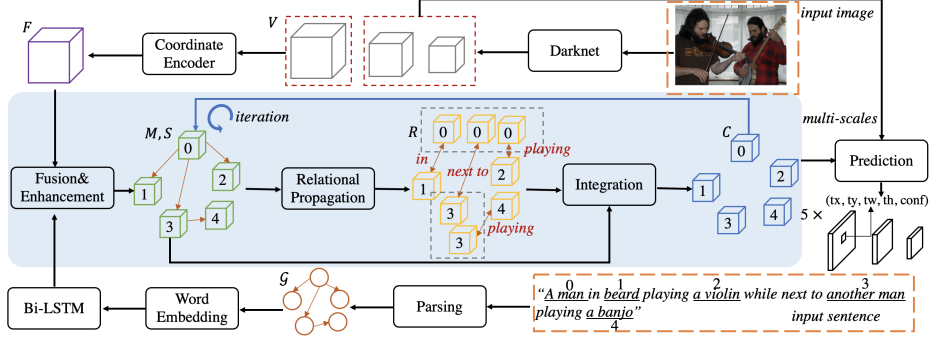 F
Coordinate
Encoder
V
Darknet
input image
M, S
iteration
0
1
2
3
4
Fusion&
Enhancement
Relational
Propagation
R
0
0
0
in
next to
playing
1
2
3
3
4
playing
Integration
C
0
1
2
3
4
multi-scales
Prediction
5 × (tx, ty, tw, th, conf)
Bi-LSTM
Word
Embedding
G
Parsing
0 1 2 3
“A man in beard playing a violin while next to another man
playing a banjo”
4
input sentence